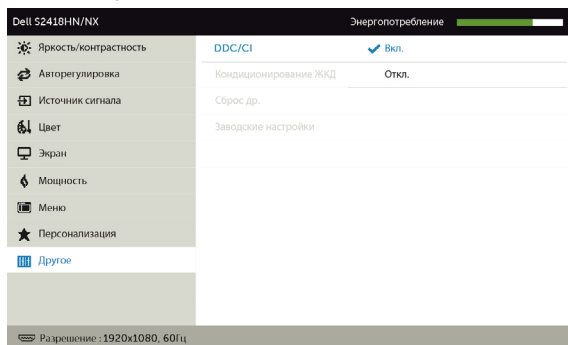 Dell S2418HN/NX Энергопотребление
Яркость/контрастность DDC/CI Вкл.
Авторегулировка Кондиционирование ЖКД Откл.
Источник сигнала Сброс др.
Цвет Заводские настройки
Экран
Мощность
Меню
Персонализация
Другое
Разрешение : 1920x1080, 60Гц